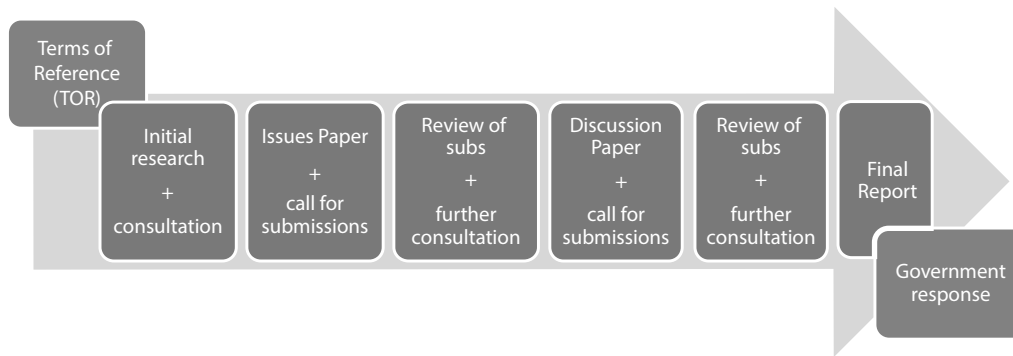 Terms of
Reference
(TOR)
Initial
research
+
consultation
Issues Paper
+
call for
submissions
Review of
subs
+
further
consultation
Discussion
Paper
+
call for
submissions
Review of
subs
+
further
consultation
Final
Report
Government
response